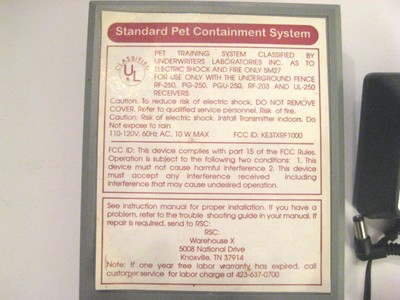 Standard Pet Containment System
CLASSIFIED
UL
PET TRAINING SYSTEM CLASSIFIED BY
UNDERWRITERS LABORATORIES INC. AS TO
ELECTRIC SHOCK AND FIRE ONLY 5M27
FOR USE ONLY WITH THE UNDERGROUND FENCE
RF-250, PG-250, PGU-250, RF-203 AND UL-250
RECEIVERS.
Caution: To reduce risk of electric shock, DO NOT REMOVE
COVER. Refer to qualified service personnel. Risk of fire.
Caution: Risk of electric shock. Install Transmitter indoors. Do
Not expose to rain
110-120V, 60Hz AC, 10 W MAX FCC ID: KE3TXRF1000
FCC ID: This device complies with part 15 of the FCC Rules.
Operation is subject to the following two conditions: 1. This
device must not cause harmful interference 2. This device
must accept any interference received including
interference that may cause undesired operation.
See instruction manual for proper installation. If you have a
problem, refer to the trouble shooting guide in your manual. If
repair is required, send to RSC:
RSC:
Warehouse X
5008 National Drive
Knoxville, TN 37914
Note: If one year free labor warranty has expired, call
customer service for labor charge at 423-637-0700